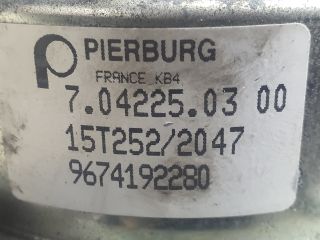 PIERBURG
FRANCE KB4
7.04225.03 00
15T252/2047
9674192280